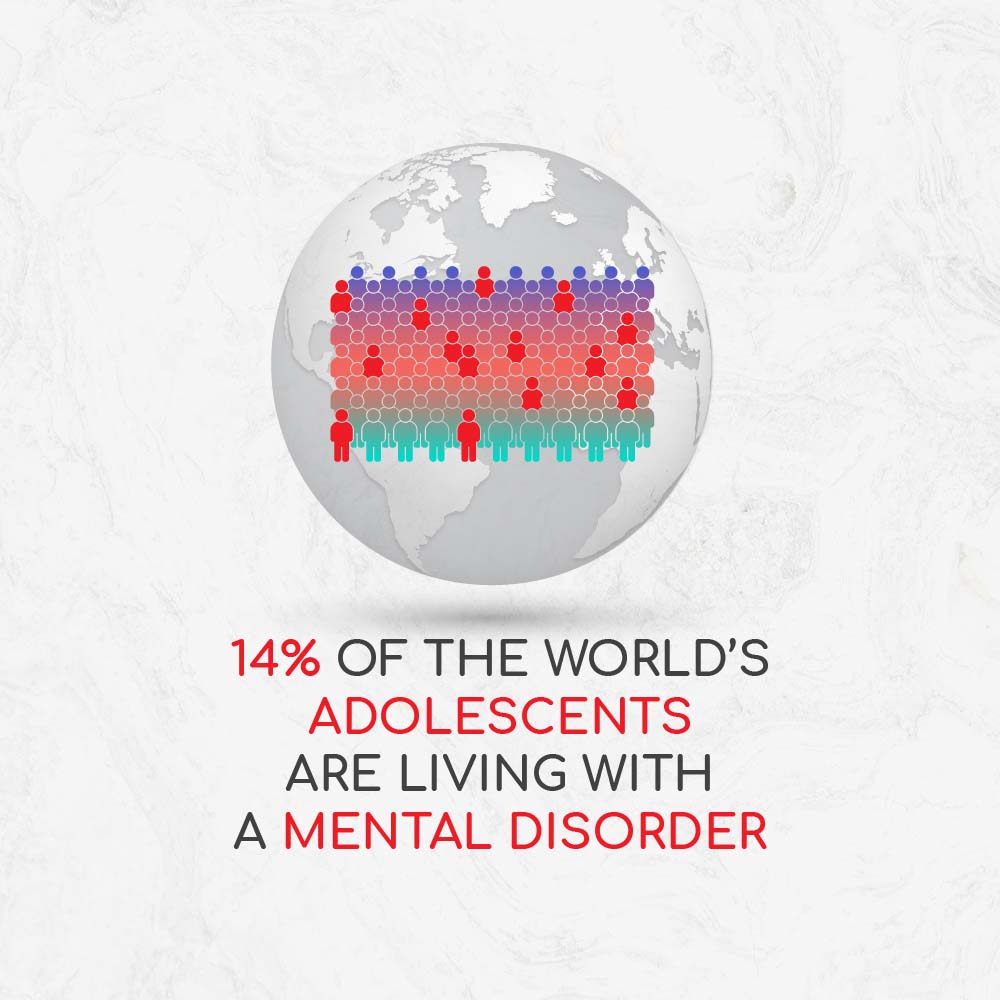 14% OF THE WORLD’S
ADOLESCENTS
ARE LIVING WITH
A MENTAL DISORDER